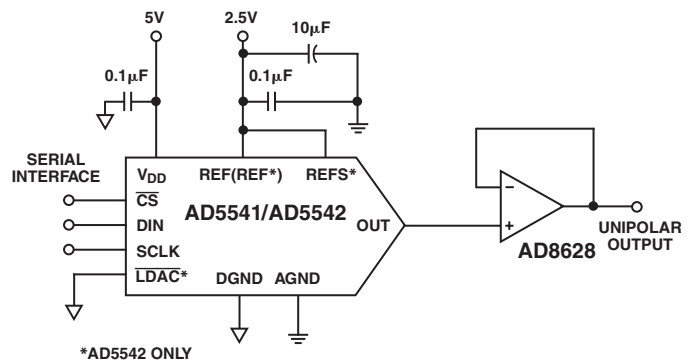 5V
2.5V
10μF
0.1μF
0.1μF
SERIAL
INTERFACE
VDD
REF(REF*)
REFS*
CS
AD5541/AD5542
DIN
OUT
SCLK
LDAC*
DGND
AGND
–
+
AD8628
UNIPOLAR
OUTPUT
*AD5542 ONLY